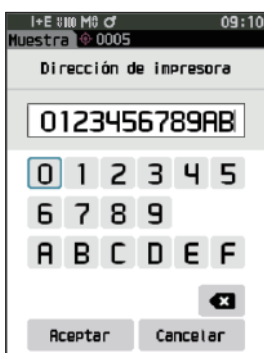 I+E M0 09:10
Muestra 0005
Dirección de impresora
0123456789AB
0 1 2 3 4 5
6 7 8 9
A B C D E F
Aceptar Cancelar